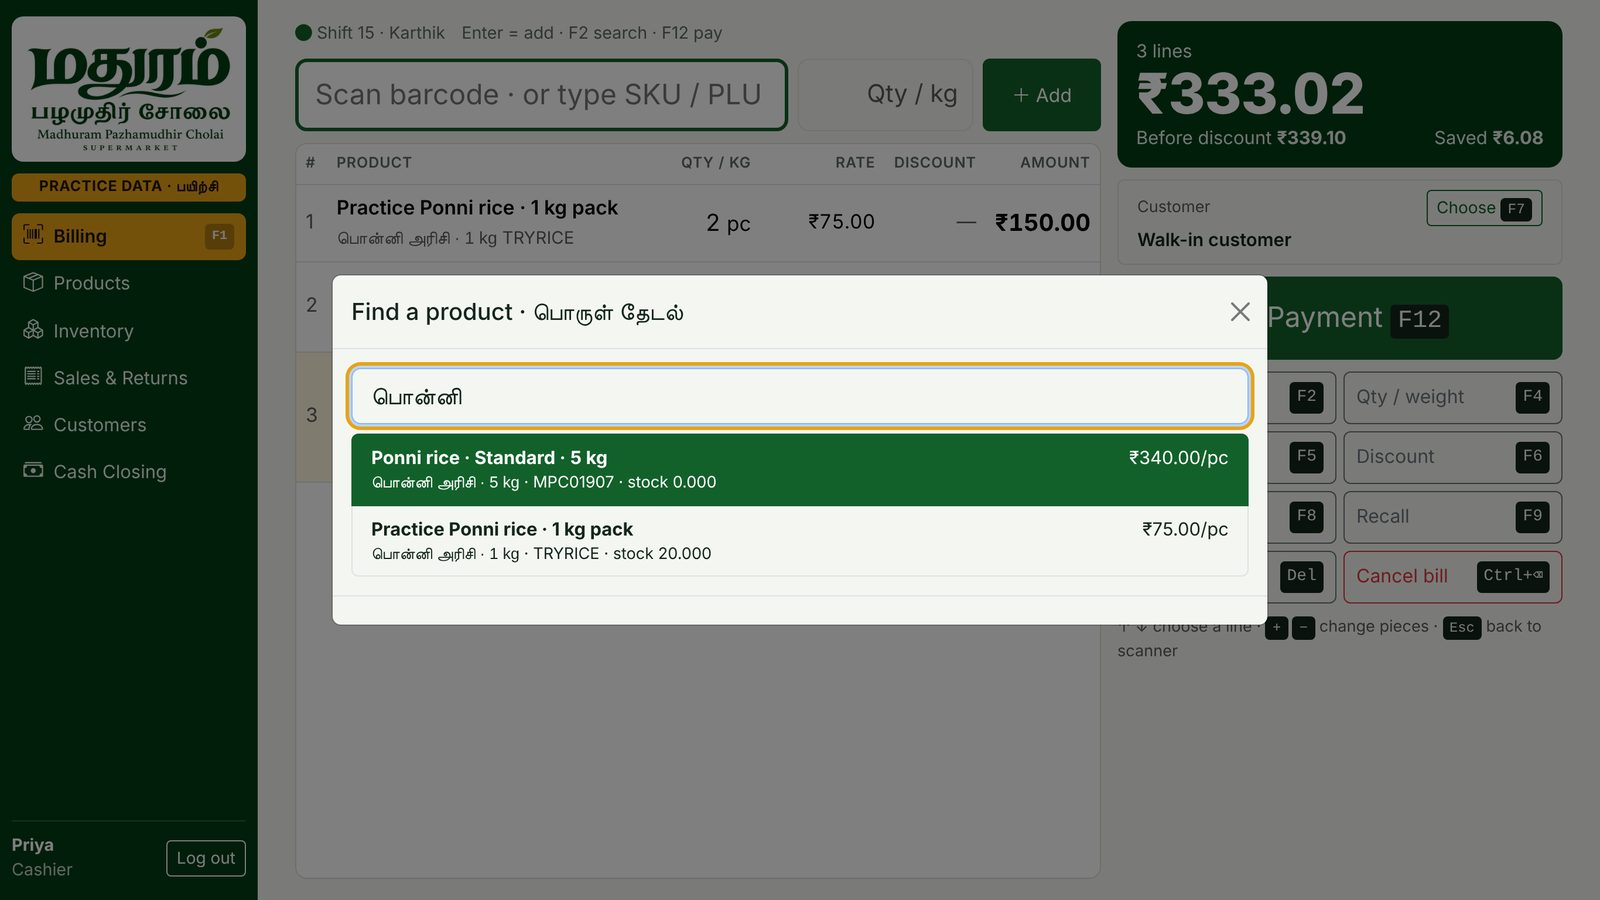 மதுரம்
பழமுதிர் சோலை
Madhuram Pazhamudhir Cholai
SUPERMARKET
PRACTICE DATA · பயிற்சி
Billing F1
Products
Inventory
Sales & Returns
Customers
Cash Closing
Priya
Cashier
Log out
Shift 15 · Karthik Enter = add · F2 search · F12 pay
Scan barcode · or type SKU / PLU
Qty / kg
+ Add
# PRODUCT QTY / KG RATE DISCOUNT AMOUNT
1 Practice Ponni rice · 1 kg pack 2 pc ₹75.00 — ₹150.00
பொன்னி அரிசி · 1 kg TRYRICE
2
3
Find a product · பொருள் தேடல்
பொன்னி
Ponni rice · Standard · 5 kg ₹340.00/pc
பொன்னி அரிசி · 5 kg · MPC01907 · stock 0.000
Practice Ponni rice · 1 kg pack ₹75.00/pc
பொன்னி அரிசி · 1 kg · TRYRICE · stock 20.000
3 lines
₹333.02
Before discount ₹339.10 Saved ₹6.08
Customer
Choose F7
Walk-in customer
Payment F12
F2 Qty / weight F4
F5 Discount F6
F8 Recall F9
Del Cancel bill Ctrl+⌫
↑ ↓ choose a line · + − change pieces · Esc back to
scanner